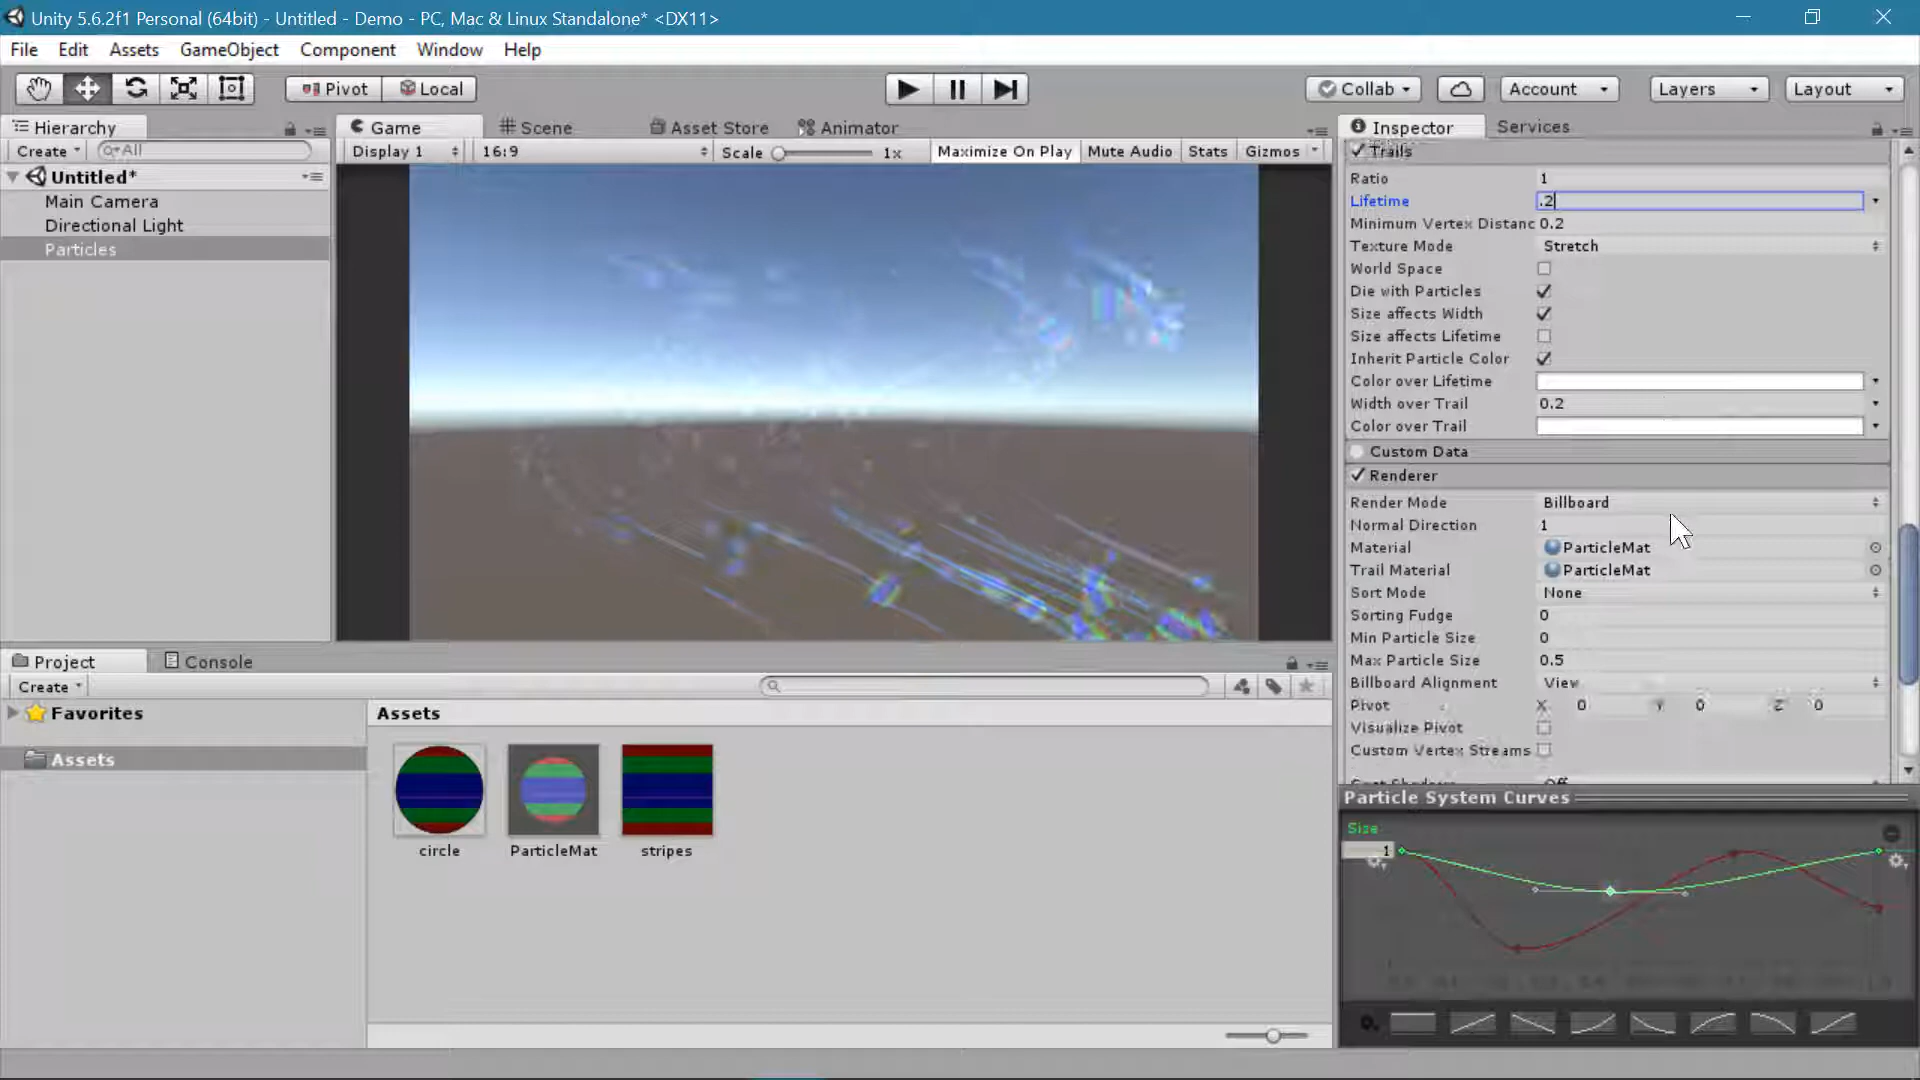 Unity 5.6.2f1 Personal (64bit) - Untitled - Demo - PC, Mac & Linux Standalone* <DX11>
File Edit Assets GameObject Component Window Help
Pivot Local Collab Account Layers Layout
Hierarchy
Create All
Untitled*
Main Camera
Directional Light
Particles
Game Scene Asset Store Animator
Display 1 16:9 Scale 1x Maximize On Play Mute Audio Stats Gizmos
Inspector Services
Trails
Ratio 1
Lifetime .2
Minimum Vertex Distanc 0.2
Texture Mode Stretch
World Space
Die with Particles
Size affects Width
Size affects Lifetime
Inherit Particle Color
Color over Lifetime
Width over Trail 0.2
Color over Trail
Custom Data
Renderer
Render Mode Billboard
Normal Direction 1
Material ParticleMat
Trail Material ParticleMat
Sort Mode None
Sorting Fudge 0
Min Particle Size 0
Max Particle Size 0.5
Billboard Alignment View
Pivot X 0 Y 0 Z 0
Visualize Pivot
Custom Vertex Streams
Cast Shadows Off
Particle System Curves
Size
1
Project Console
Create
Favorites
Assets
Assets
circle ParticleMat stripes